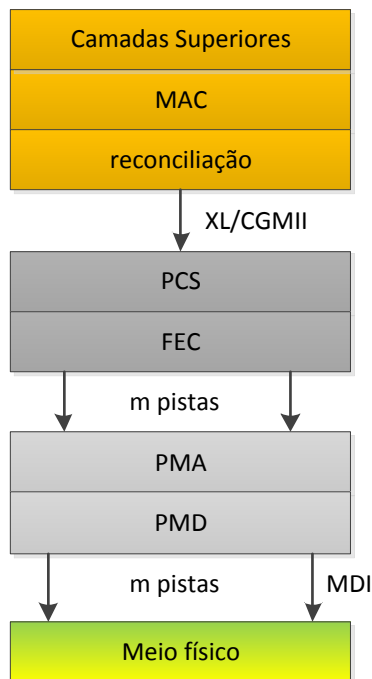 Camadas Superiores
MAC
reconciliação
XL/CGMII
PCS
FEC
m pistas
PMA
PMD
m pistas
MDI
Meio físico